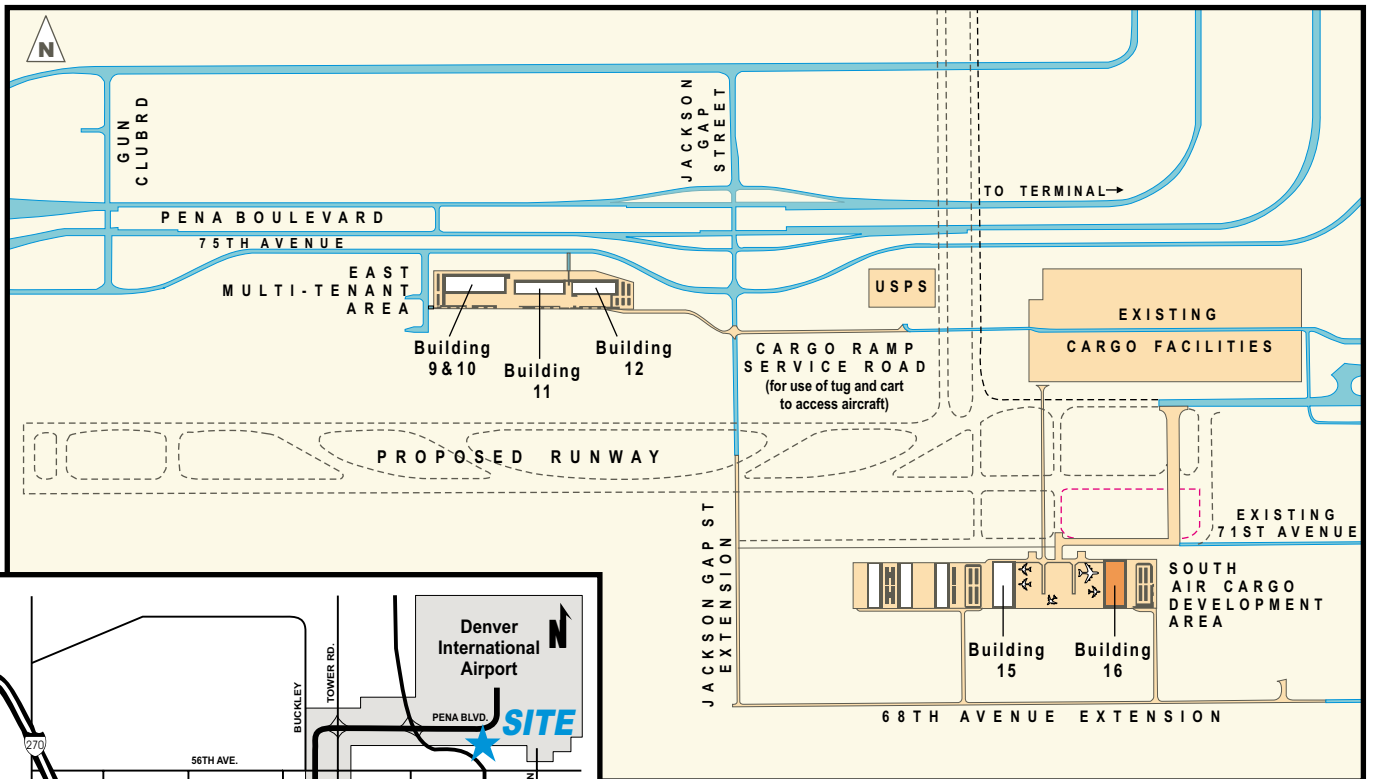 N
GUN
CLUBRD
JACKSON
GAP
STREET
TO TERMINAL→
PENA BOULEVARD
75TH AVENUE
EAST
MULTI-TENANT
AREA
USPS
EXISTING
CARGO FACILITIES
Building
9&10
Building
11
Building
12
CARGO RAMP
SERVICE ROAD
(for use of tug and cart
to access aircraft)
PROPOSED RUNWAY
JACKSON GAP ST
EXTENSION
EXISTING
71ST AVENUE
SOUTH
AIR CARGO
DEVELOPMENT
AREA
Building
15
Building
16
68TH AVENUE EXTENSION
Denver
International
Airport
N
BUCKLEY
TOWER RD.
PENA BLVD.
SITE
270
56TH AVE.
N